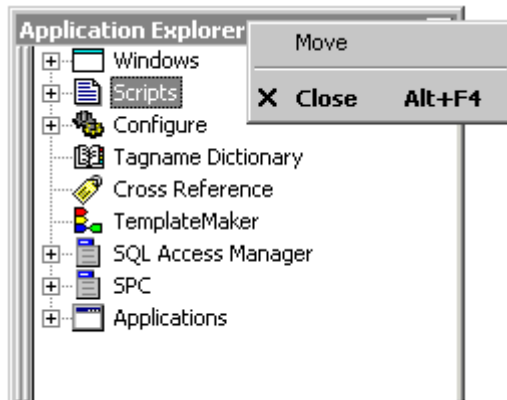 Application Explorer
Move
Windows
Scripts
Close Alt+F4
Configure
Tagname Dictionary
Cross Reference
TemplateMaker
SQL Access Manager
SPC
Applications